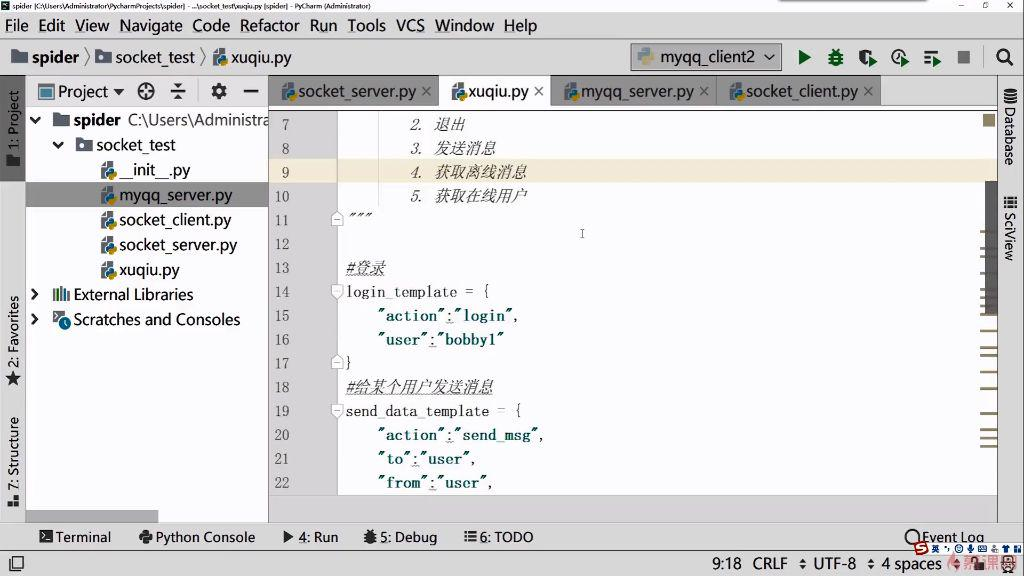 spider [C:\Users\Administrator\PycharmProjects\spider] - ...\socket_test\xuqiu.py [spider] - PyCharm (Administrator)
File Edit View Navigate Code Refactor Run Tools VCS Window Help
spider socket_test xuqiu.py myqq_client2
Project
socket_server.py xuqiu.py myqq_server.py socket_client.py
1: Project
2: Favorites
7: Structure
Database
SciView
spider C:\Users\Administra
socket_test
__init__.py
myqq_server.py
socket_client.py
socket_server.py
xuqiu.py
External Libraries
Scratches and Consoles
7 2. 退出
8 3. 发送消息
9 4. 获取离线消息
10 5. 获取在线用户
11 """
12
13 #登录
14 login_template = {
15 "action":"login",
16 "user":"bobby1"
17 }
18 #给某个用户发送消息
19 send_data_template = {
20 "action":"send_msg",
21 "to":"user",
22 "from":"user",
Terminal Python Console 4: Run 5: Debug 6: TODO Event Log
英
9:18 CRLF UTF-8 4 spaces
慕课网